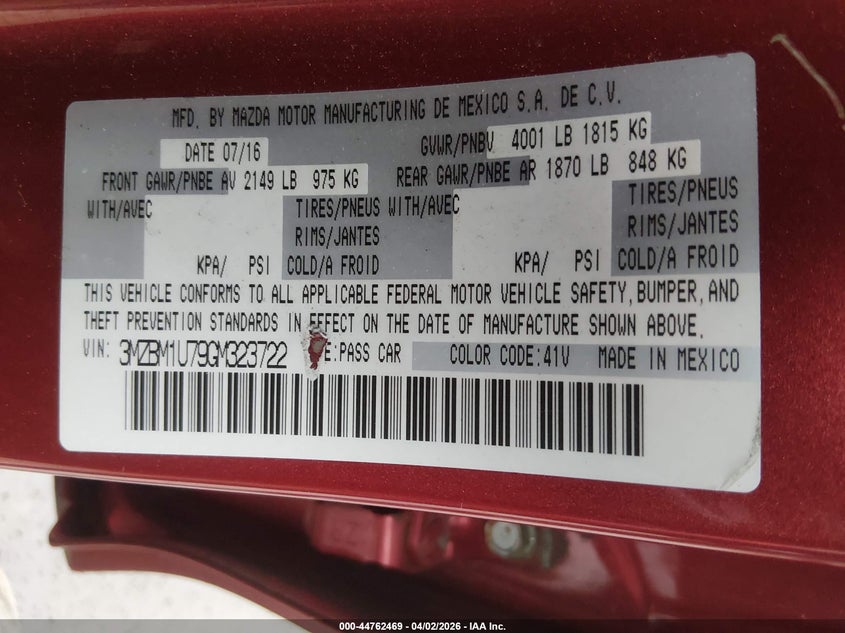 MFD. BY MAZDA MOTOR MANUFACTURING DE MEXICO S.A. DE C.V.
DATE 07/16 GVWR/PNBV 4001 LB 1815 KG
FRONT GAWR/PNBE AV 2149 LB 975 KG REAR GAWR/PNBE AR 1870 LB 848 KG
WITH/AVEC TIRES/PNEUS WITH/AVEC TIRES/PNEUS
RIMS/JANTES RIMS/JANTES
KPA/ PSI COLD/A FROID KPA/ PSI COLD/A FROID
THIS VEHICLE CONFORMS TO ALL APPLICABLE FEDERAL MOTOR VEHICLE SAFETY, BUMPER, AND
THEFT PREVENTION STANDARDS IN EFFECT ON THE DATE OF MANUFACTURE SHOWN ABOVE.
VIN: 3MZBM1U79GM323722 E:PASS CAR COLOR CODE:41V MADE IN MEXICO
000-44762469 - 04/02/2026 - IAA Inc.